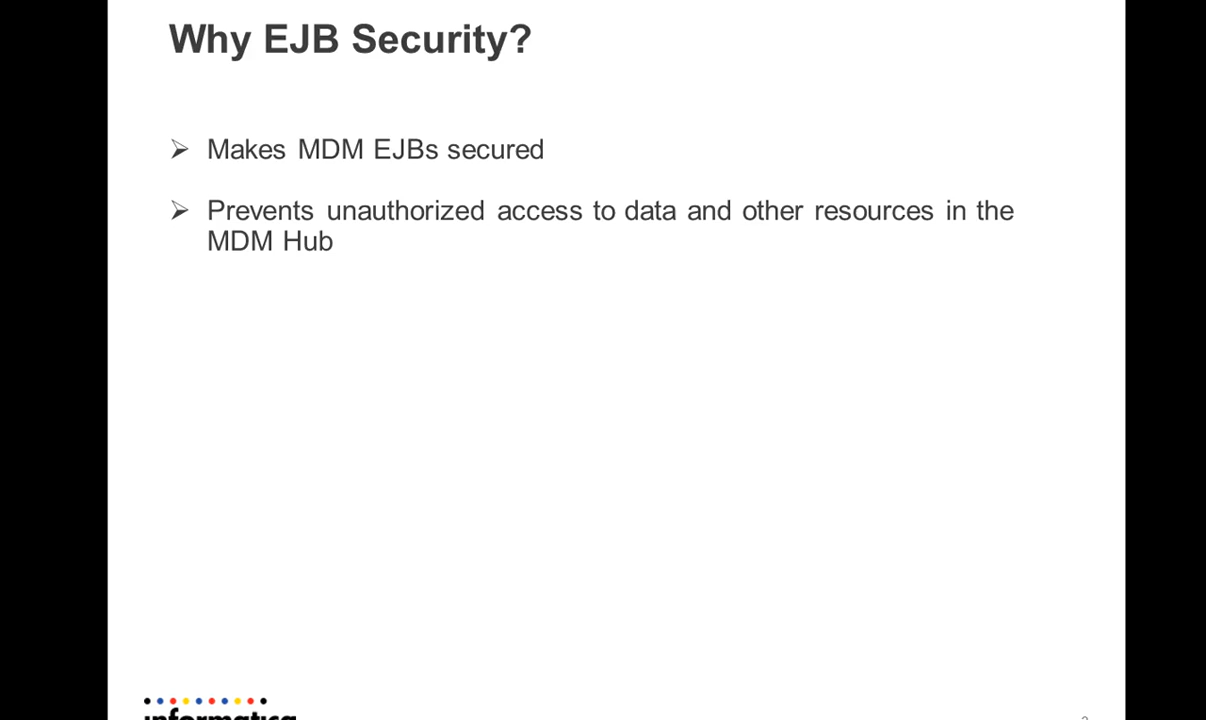 Why EJB Security?
Makes MDM EJBs secured
Prevents unauthorized access to data and other resources in the
MDM Hub
informatica